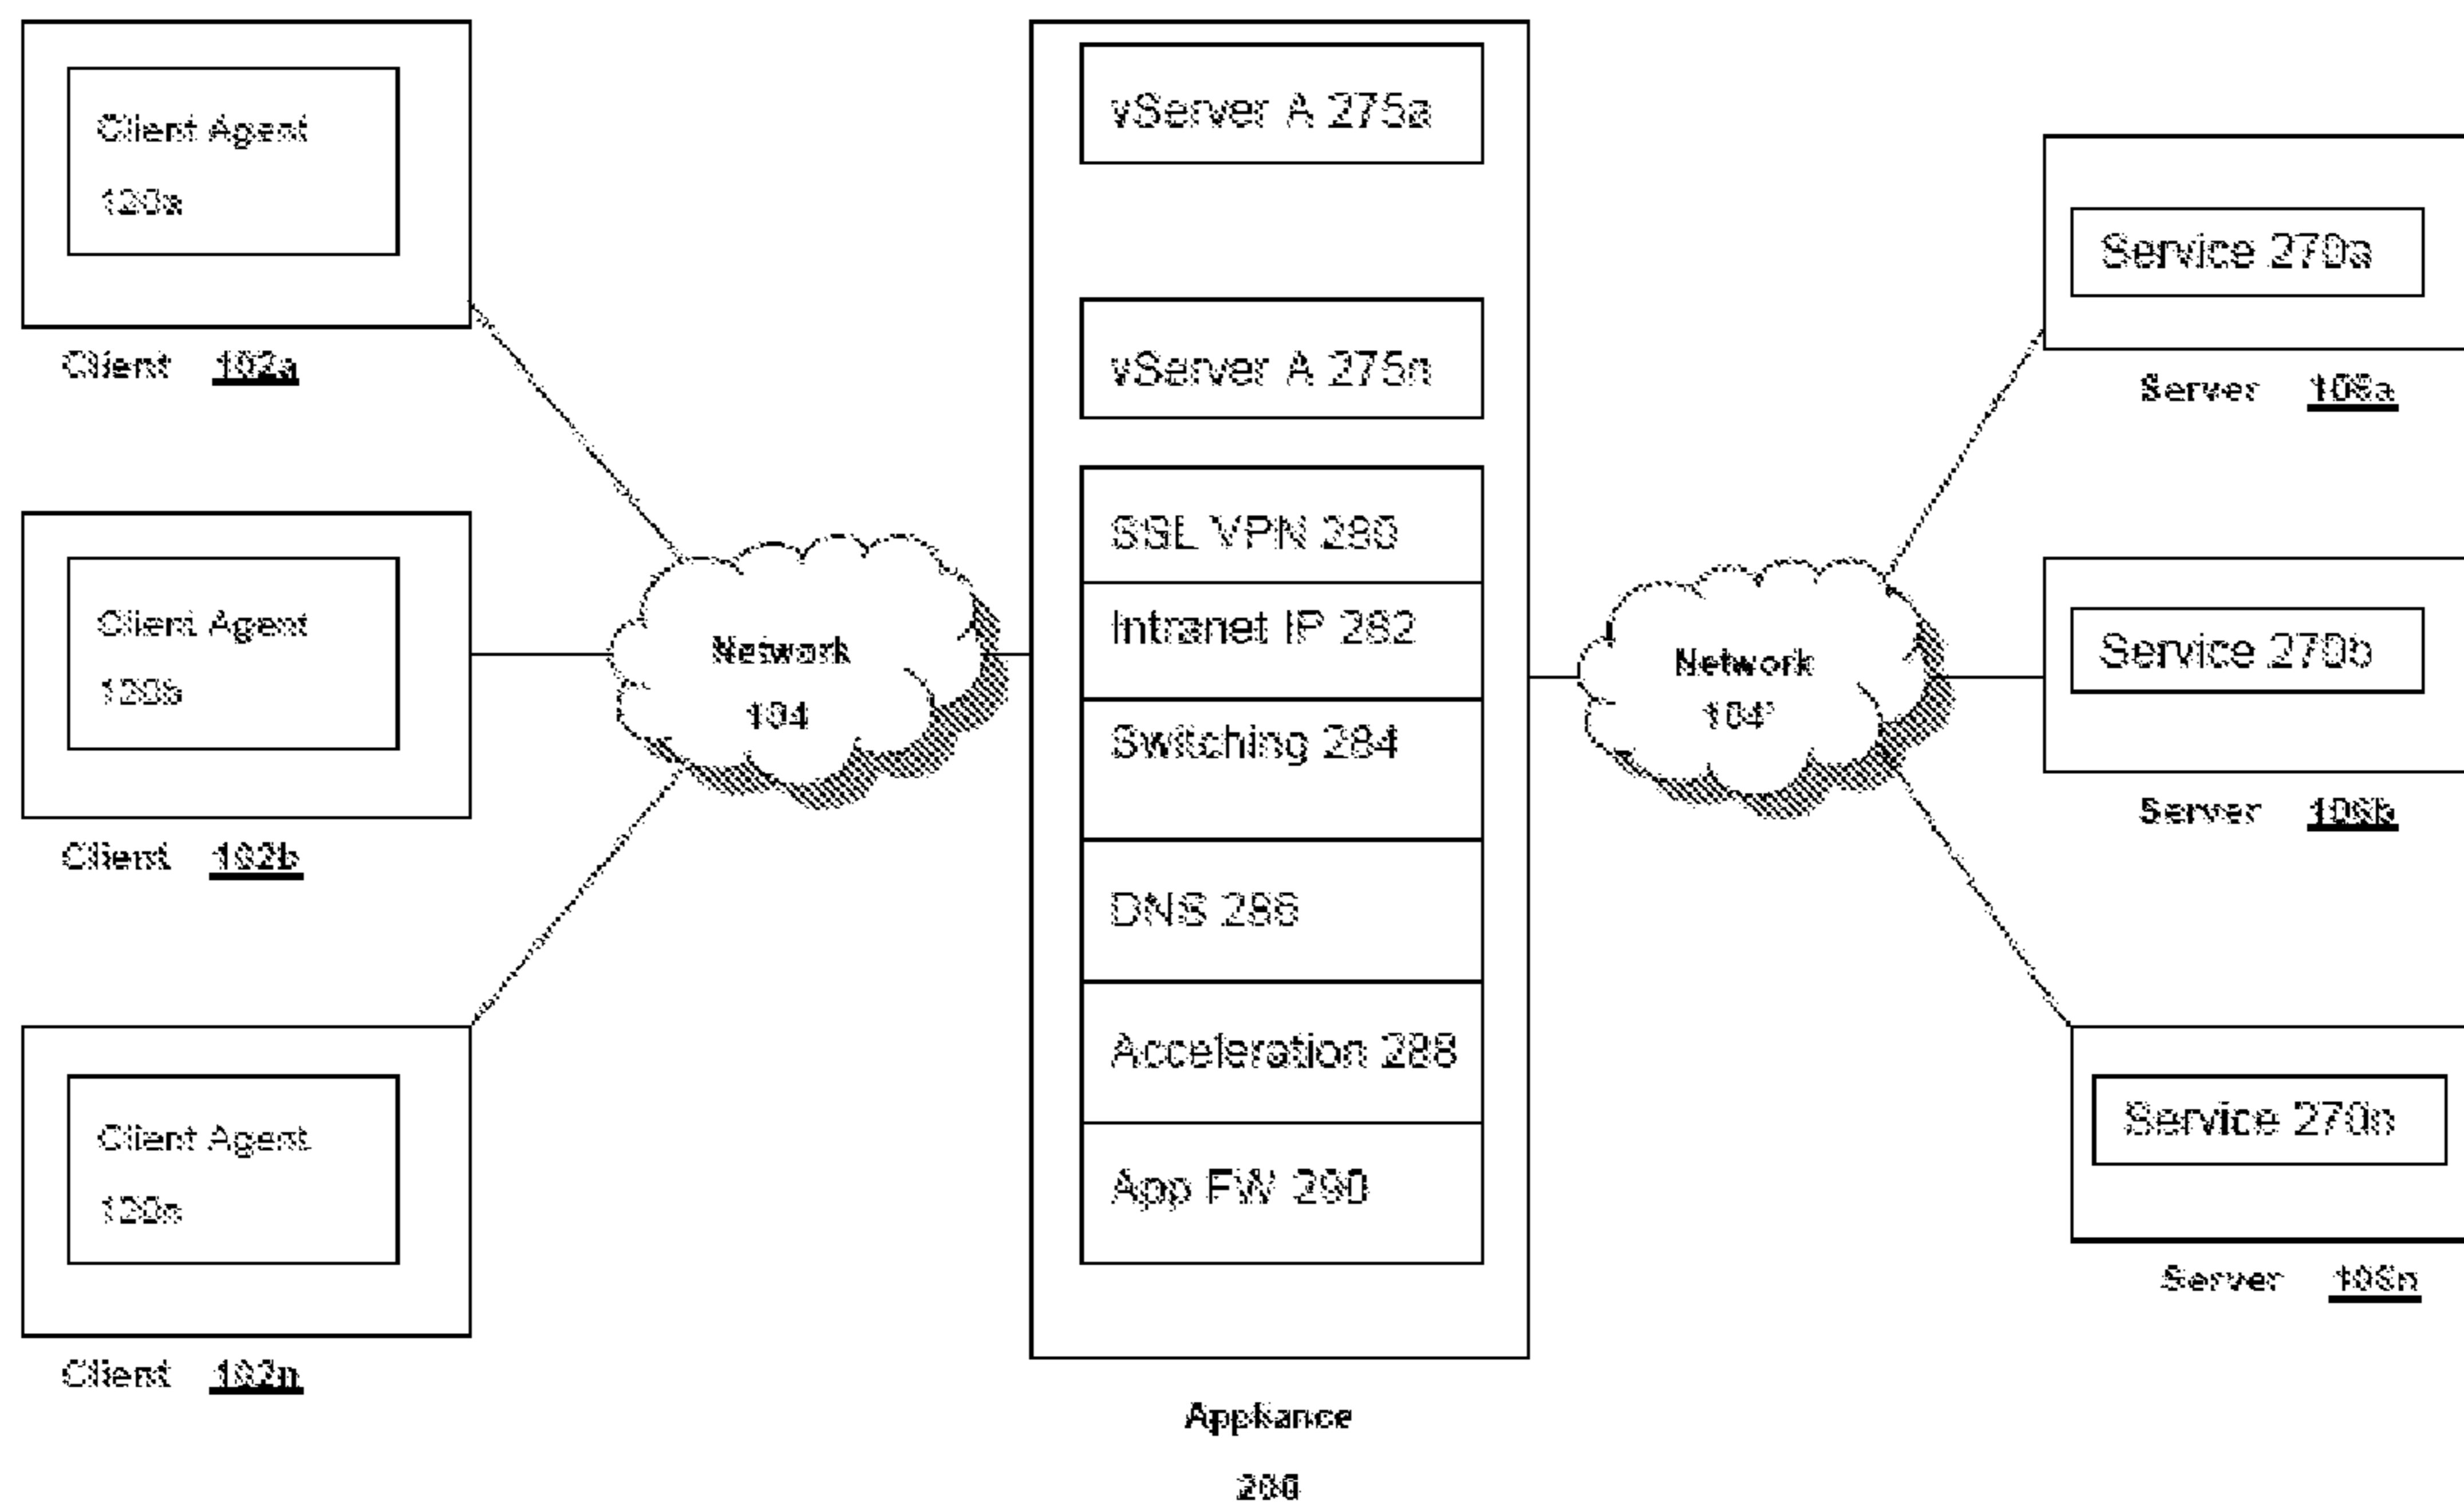 Client Agent
120a
Client 102a
Client Agent
120b
Client 102b
Client Agent
120n
Client 102n
Network
104
vServer A 275a
vServer A 275n
SSL VPN 280
Intranet IP 282
Switching 284
DNS 286
Acceleration 288
App FW 290
Appliance
200
Network
104'
Service 270a
Server 106a
Service 270b
Server 106b
Service 270n
Server 106n